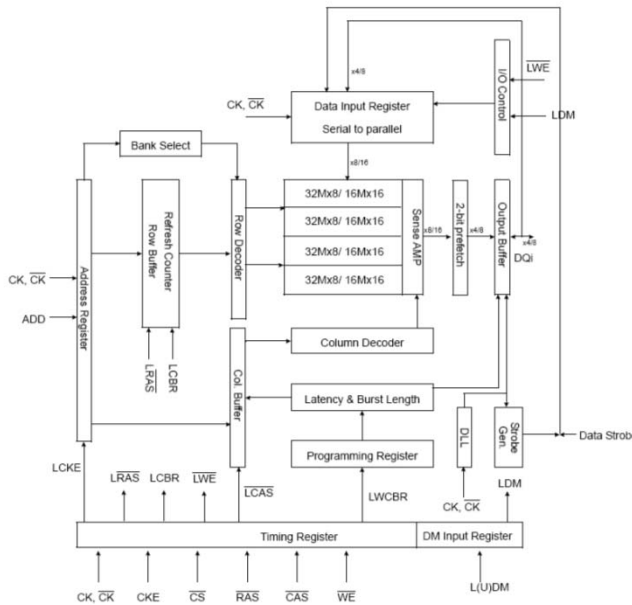 x4/8
I/O Control
LWE
CK, CK
Data Input Register
Serial to parallel
LDM
Bank Select
x8/16
Address Register
Refresh Counter
Row Buffer
Row Decoder
32Mx8/ 16Mx16
32Mx8/ 16Mx16
32Mx8/ 16Mx16
32Mx8/ 16Mx16
Sense AMP
x8/16
2-bit prefetch
x4/8
Output Buffer
x4/8
DQi
CK, CK
ADD
LRAS
LCBR
Col. Buffer
Column Decoder
Latency & Burst Length
Programming Register
DLL
Strobe
Gen.
Data Strob
CK, CK
LCKE
LRAS
LCBR
LWE
LCAS
LWCBR
LDM
Timing Register
DM Input Register
CK, CK
CKE
CS
RAS
CAS
WE
L(U)DM